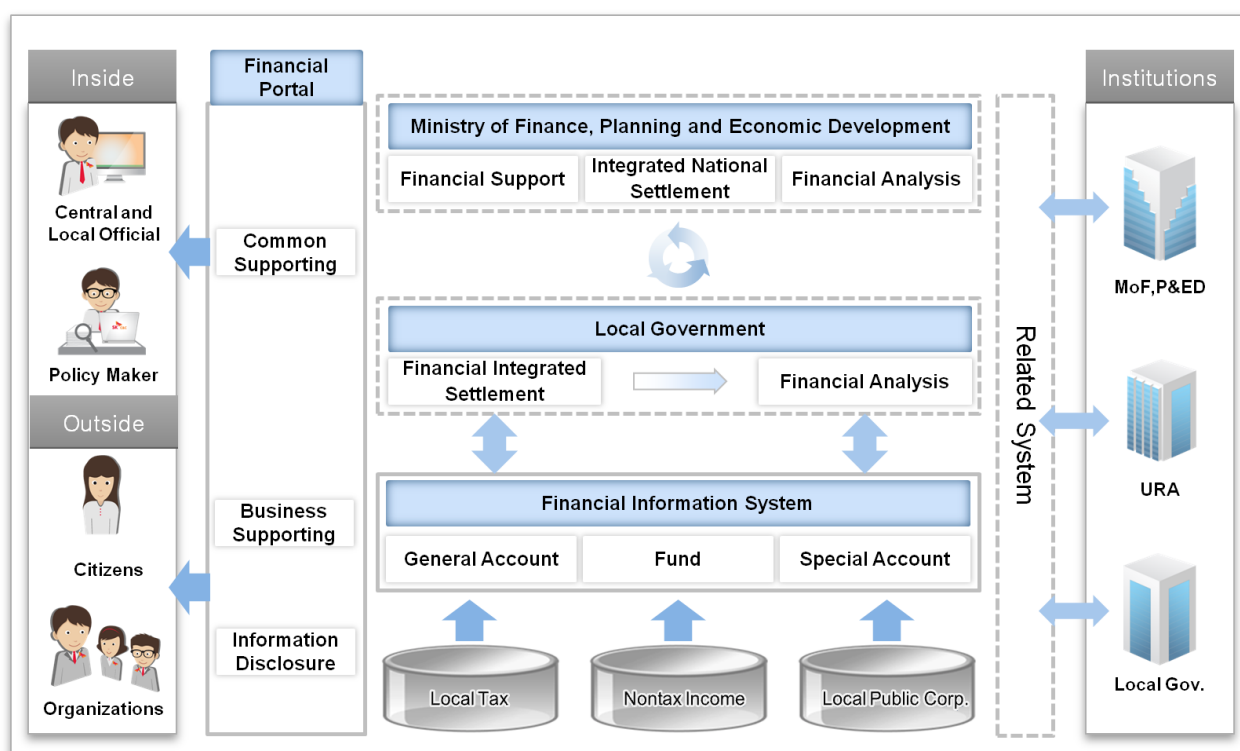 Inside
Central and
Local Official
Policy Maker
Outside
Citizens
Organizations
Financial
Portal
Common
Supporting
Business
Supporting
Information
Disclosure
Ministry of Finance, Planning and Economic Development
Financial Support
Integrated National
Settlement
Financial Analysis
Local Government
Financial Integrated
Settlement
Financial Analysis
Financial Information System
General Account
Fund
Special Account
Local Tax
Nontax Income
Local Public Corp.
Related System
Institutions
MoF,P&ED
URA
Local Gov.